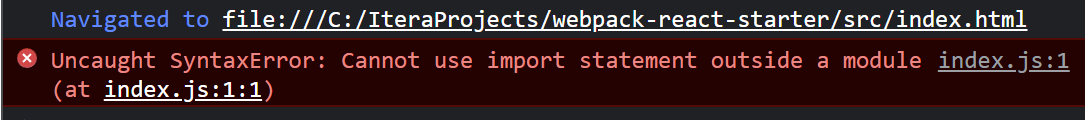 Navigated to file:///C:/IteraProjects/webpack-react-starter/src/index.html
Uncaught SyntaxError: Cannot use import statement outside a module index.js:1
(at index.js:1:1)